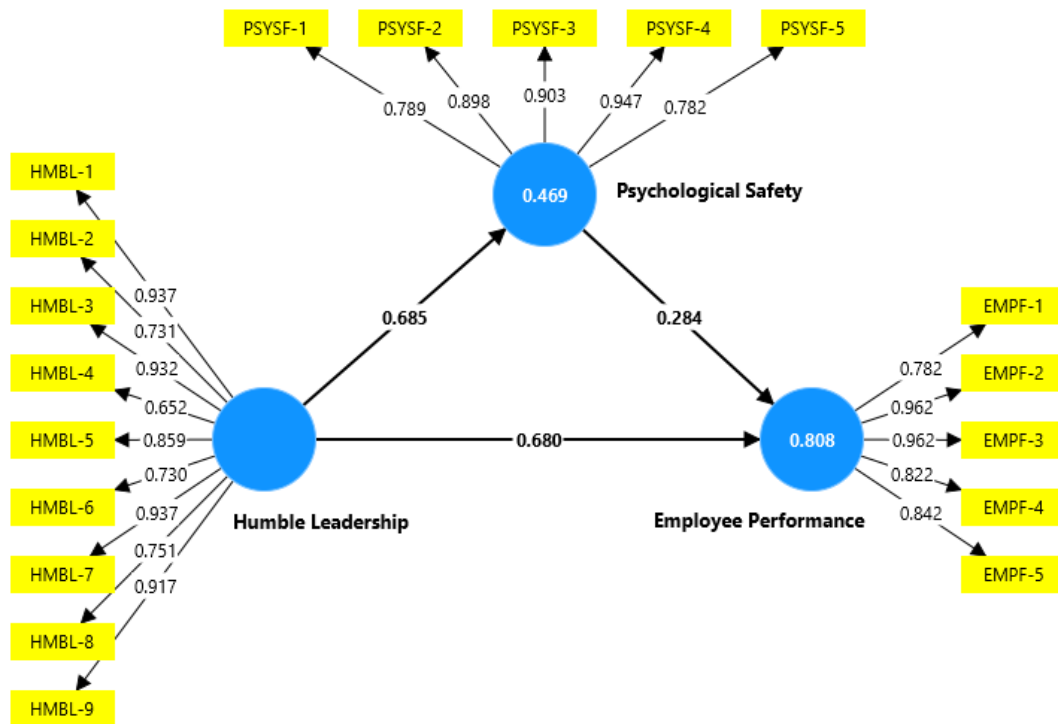 PSYSF-1
PSYSF-2
PSYSF-3
PSYSF-4
PSYSF-5
0.789
0.898
0.903
0.947
0.782
0.469
Psychological Safety
HMBL-1
HMBL-2
HMBL-3
HMBL-4
HMBL-5
HMBL-6
HMBL-7
HMBL-8
HMBL-9
0.937
0.731
0.932
0.652
0.859
0.730
0.937
0.751
0.917
Humble Leadership
0.685
0.284
0.680
0.808
Employee Performance
0.782
0.962
0.962
0.822
0.842
EMPF-1
EMPF-2
EMPF-3
EMPF-4
EMPF-5